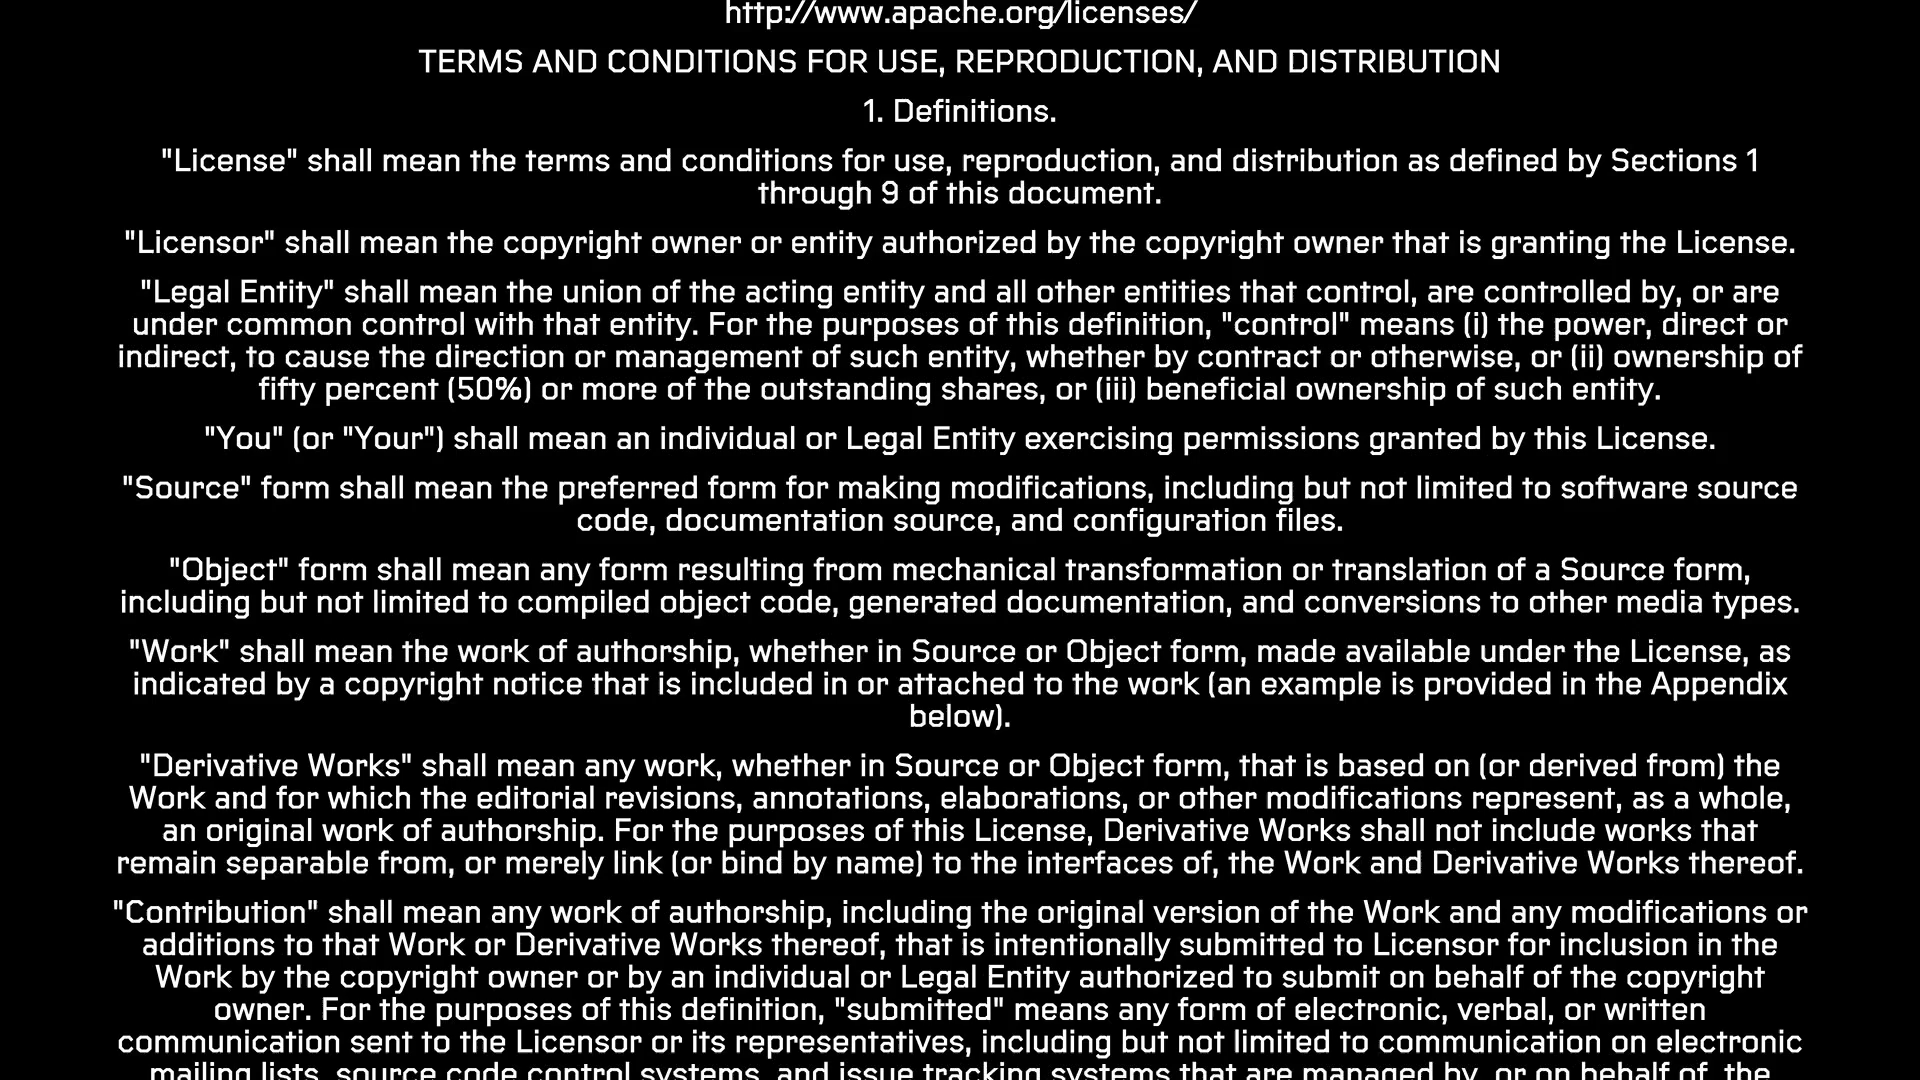 http://www.apache.org/licenses/
TERMS AND CONDITIONS FOR USE, REPRODUCTION, AND DISTRIBUTION
1. Definitions.
"License" shall mean the terms and conditions for use, reproduction, and distribution as defined by Sections 1
through 9 of this document.
"Licensor" shall mean the copyright owner or entity authorized by the copyright owner that is granting the License.
"Legal Entity" shall mean the union of the acting entity and all other entities that control, are controlled by, or are
under common control with that entity. For the purposes of this definition, "control" means (i) the power, direct or
indirect, to cause the direction or management of such entity, whether by contract or otherwise, or (ii) ownership of
fifty percent (50%) or more of the outstanding shares, or (iii) beneficial ownership of such entity.
"You" (or "Your") shall mean an individual or Legal Entity exercising permissions granted by this License.
"Source" form shall mean the preferred form for making modifications, including but not limited to software source
code, documentation source, and configuration files.
"Object" form shall mean any form resulting from mechanical transformation or translation of a Source form,
including but not limited to compiled object code, generated documentation, and conversions to other media types.
"Work" shall mean the work of authorship, whether in Source or Object form, made available under the License, as
indicated by a copyright notice that is included in or attached to the work (an example is provided in the Appendix
below).
"Derivative Works" shall mean any work, whether in Source or Object form, that is based on (or derived from) the
Work and for which the editorial revisions, annotations, elaborations, or other modifications represent, as a whole,
an original work of authorship. For the purposes of this License, Derivative Works shall not include works that
remain separable from, or merely link (or bind by name) to the interfaces of, the Work and Derivative Works thereof.
"Contribution" shall mean any work of authorship, including the original version of the Work and any modifications or
additions to that Work or Derivative Works thereof, that is intentionally submitted to Licensor for inclusion in the
Work by the copyright owner or by an individual or Legal Entity authorized to submit on behalf of the copyright
owner. For the purposes of this definition, "submitted" means any form of electronic, verbal, or written
communication sent to the Licensor or its representatives, including but not limited to communication on electronic
mailing lists, source code control systems, and issue tracking systems that are managed by, or on behalf of, the